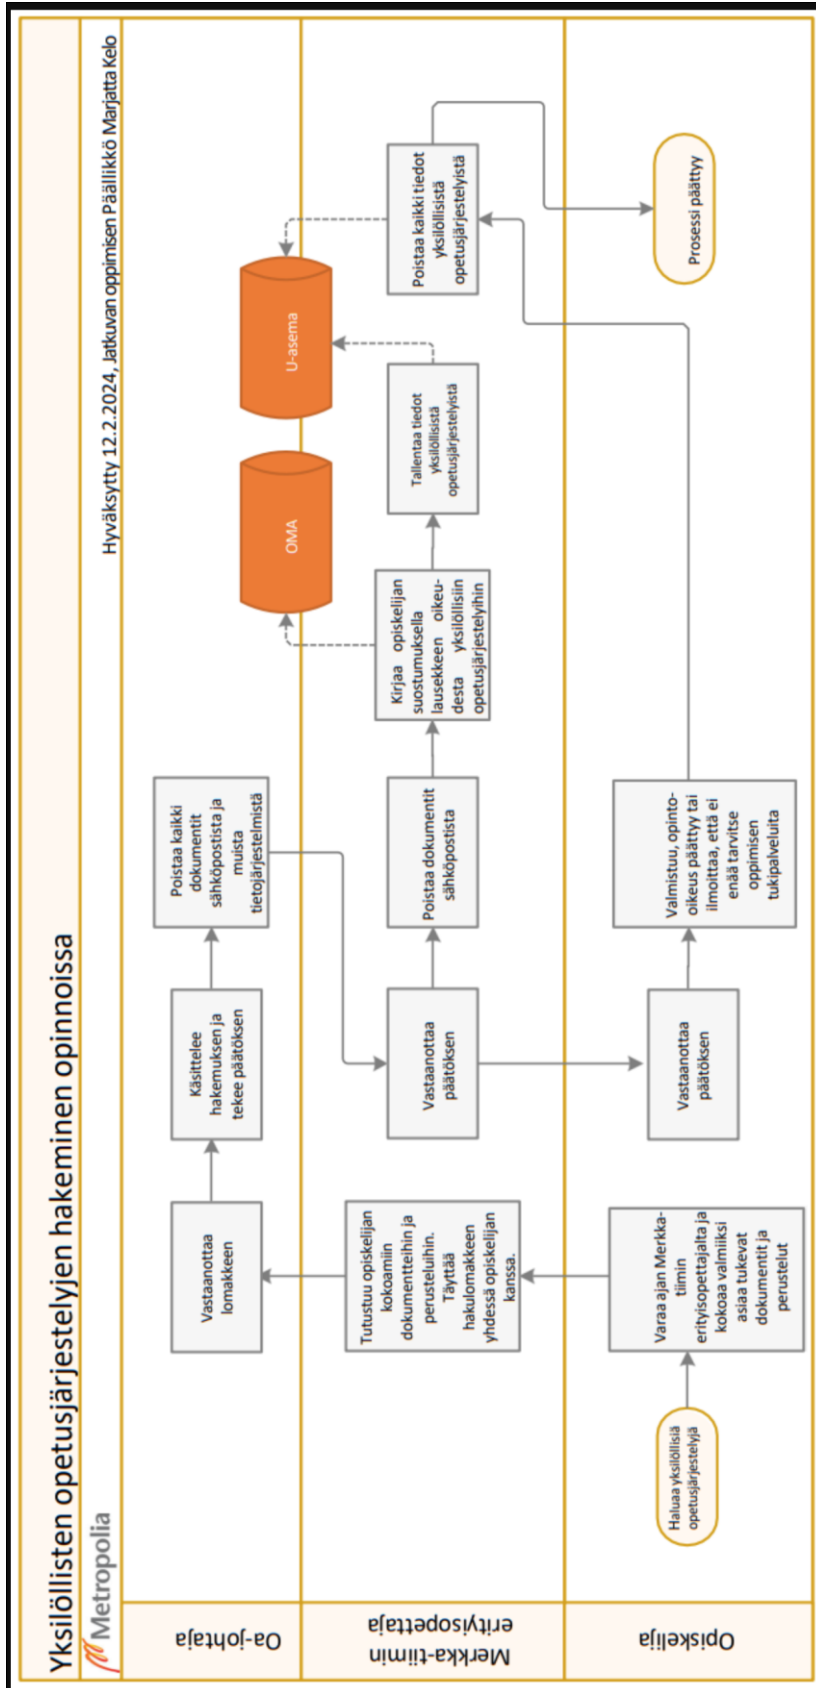 Yksilöllisten opetusjärjestelyjen hakeminen opinnoissa
Metropolia
Hyväksytty 12.2.2024, Jatkuvan oppimisen Päällikkö Marjatta Kelo
Oa-johtaja
Vastaanottaa
lomakkeen
Käsittelee
hakemuksen ja
tekee päätöksen
Poistaa kaikki
dokumentit
sähköpostista ja
muista
tietojärjestelmistä
OMA
U-asema
Merkka-tiimin
erityisopettaja
Tutustuu opiskelijan
kokoamiin
dokumentteihin ja
perusteluihin.
Täyttää
hakulomakkeen
yhdessä opiskelijan
kanssa.
Vastaanottaa
päätöksen
Poistaa dokumentit
sähköpostista
Kirjaa opiskelijan
suostumuksella
lausekkeen oikeu-
desta yksilöllisiin
opetusjärjestelyihin
Tallentaa tiedot
yksilöllisistä
opetusjärjestelyistä
Poistaa kaikki tiedot
yksilöllisistä
opetusjärjestelyistä
Opiskelija
Haluaa yksilöllisiä
opetusjärjestelyjä
Varaa ajan Merkka-
tiimin
erityisopettajalta ja
kokoaa valmiiksi
asiaa tukevat
dokumentit ja
perustelut
Vastaanottaa
päätöksen
Valmistuu, opinto-
oikeus päättyy tai
ilmoittaa, että ei
enää tarvitse
oppimisen
tukipalveluita
Prosessi päättyy